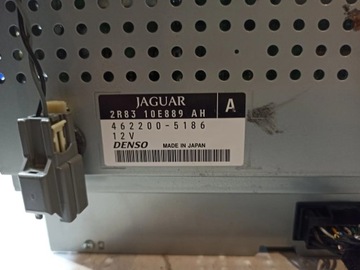 JAGUAR
2R83 10E889 AH
A
462200-5186
12V
DENSO MADE IN JAPAN